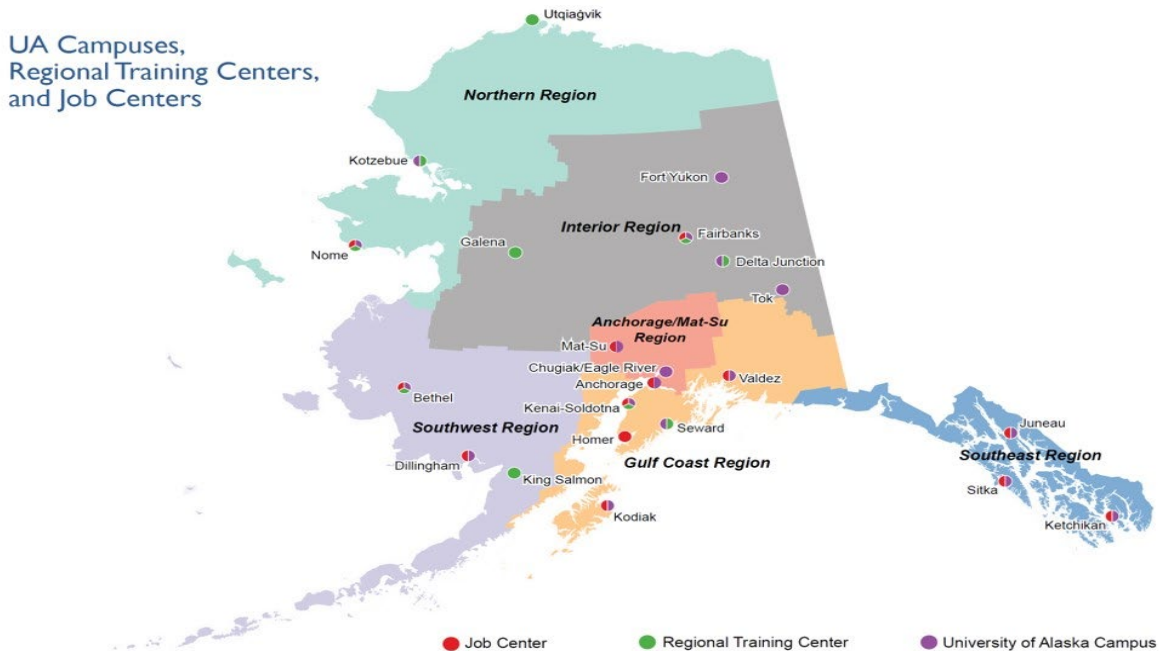 UA Campuses,
Regional Training Centers,
and Job Centers
Utqiaġvik
Northern Region
Kotzebue
Fort Yukon
Interior Region
Fairbanks
Galena
Nome
Delta Junction
Tok
Anchorage/Mat-Su
Region
Mat-Su
Chugiak/Eagle River
Anchorage
Valdez
Bethel
Kenai-Soldotna
Southwest Region
Homer
Seward
Juneau
Dillingham
Gulf Coast Region
Southeast Region
King Salmon
Sitka
Kodiak
Ketchikan
Job Center
Regional Training Center
University of Alaska Campus